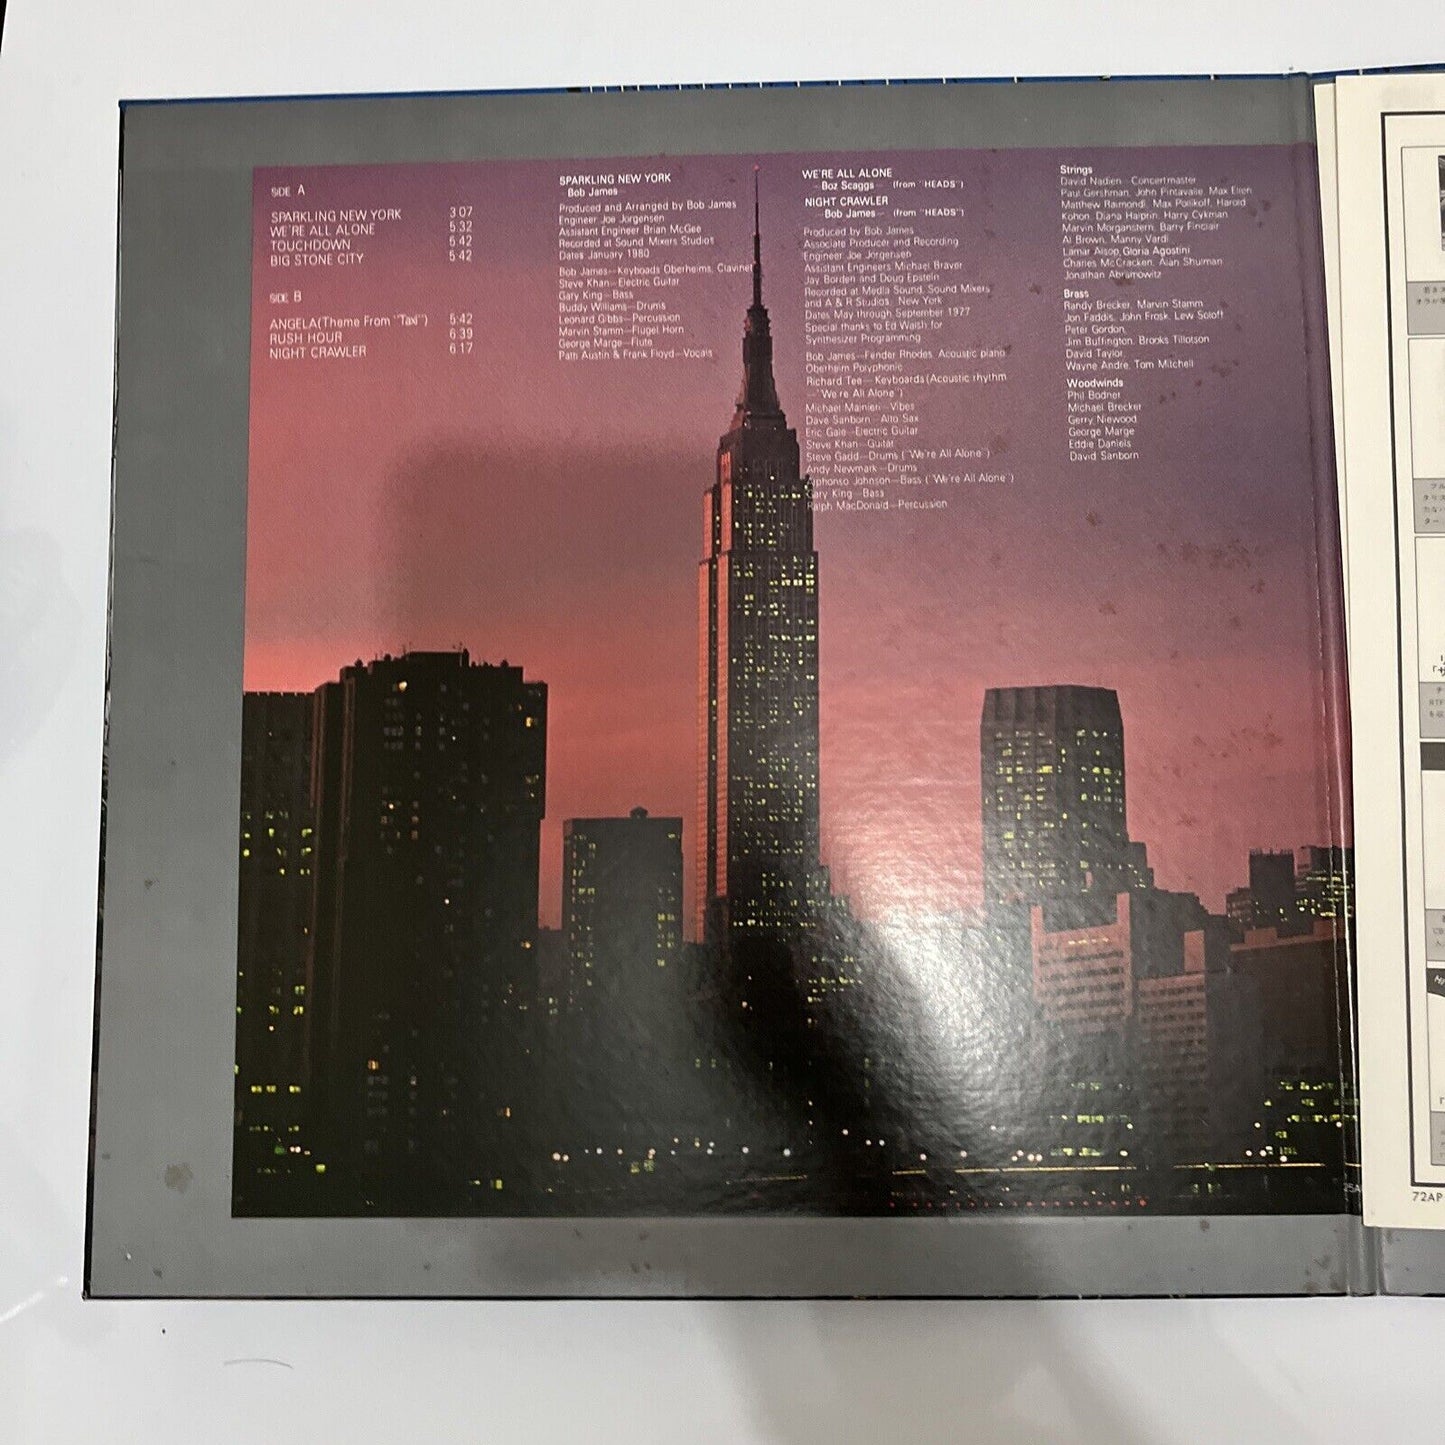 SIDE A
SPARKLING NEW YORK 3:07
WE'RE ALL ALONE 5:32
TOUCHDOWN 5:42
BIG STONE CITY 5:42
SIDE B
ANGELA(Theme From "Taxi") 5:42
RUSH HOUR 6:39
NIGHT CRAWLER 6:17
SPARKLING NEW YORK
—Bob James—
Produced and Arranged by Bob James
Engineer Joe Jorgensen
Assistant Engineer Brian McGee
Recorded at Sound Mixers Studios
Dates January 1980
Bob James—Keyboads Oberheims, Clavinet
Steve Khan—Electric Guitar
Gary King—Bass
Buddy Williams—Drums
Leonard Gibbs—Percussion
Marvin Stamm—Flugel Horn
George Marge—Flute
Patti Austin & Frank Floyd—Vocals
WE'RE ALL ALONE
—Boz Scaggs— (from "HEADS")
NIGHT CRAWLER
—Bob James— (from "HEADS")
Produced by Bob James
Associate Producer and Recording
Engineer Joe Jorgensen
Assistant Engineers Michael Braver
Jay Borden and Doug Epstein
Recorded at Media Sound, Sound Mixers
and A & R Studios, New York
Dates May through September 1977
Special thanks to Ed Walsh for
Synthesizer Programming
Bob James—Fender Rhodes, Acoustic piano
Oberheim Polyphonic
Richard Tee—Keyboards(Acoustic rhythm
—"We're All Alone")
Michael Mainieri—Vibes
Dave Sanborn—Alto Sax
Eric Gale—Electric Guitar
Steve Khan—Guitar
Steve Gadd—Drums ("We're All Alone")
Andy Newmark—Drums
Alphonso Johnson—Bass ("We're All Alone")
Gary King—Bass
Ralph MacDonald—Percussion
Strings
David Nadien—Concertmaster
Paul Gershman, John Pintavalle, Max Ellen
Matthew Raimondi, Max Pollikoff, Harold
Kohon, Diana Halprin, Harry Cykman
Marvin Morganstern, Barry Finclair
Al Brown, Manny Vardi
Lamar Alsop, Gloria Agostini
Charles McCracken, Alan Shulman
Jonathan Abramowitz
Brass
Randy Brecker, Marvin Stamm
Jon Faddis, John Frosk, Lew Soloff
Peter Gordon,
Jim Buffington, Brooks Tillotson
David Taylor,
Wayne Andre, Tom Mitchell
Woodwinds
Phil Bodner
Michael Brecker
Gerry Niewood
George Marge
Eddie Daniels
David Sanborn
25A
72AP